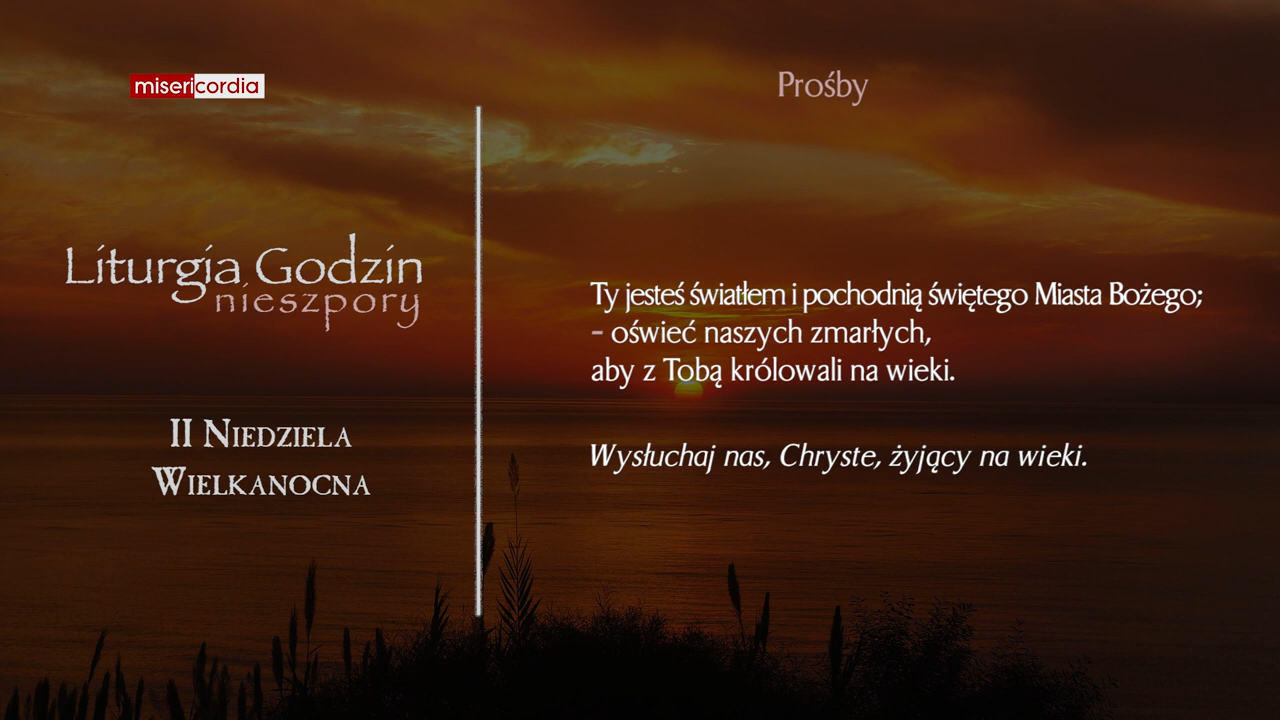 misericordia
Liturgia Godzin
nieszpory
II Niedziela
Wielkanocna
Prośby
Ty jesteś światłem i pochodnią świętego Miasta Bożego;
- oświeć naszych zmarłych,
aby z Tobą królowali na wieki.
Wysłuchaj nas, Chryste, żyjący na wieki.